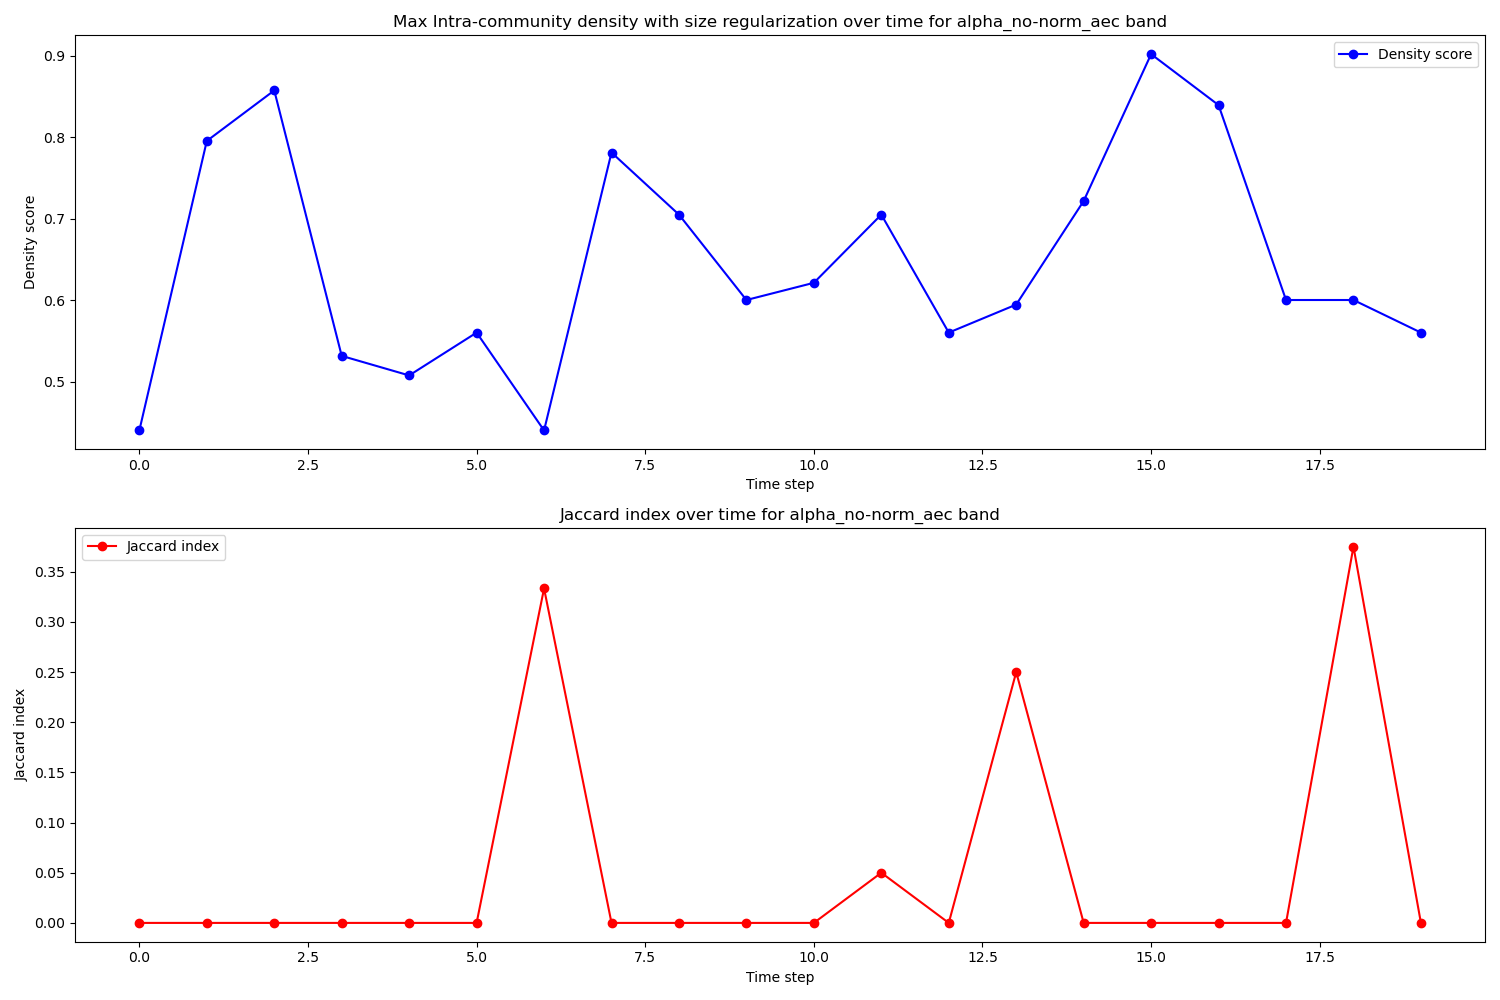 Max Intra-community density with size regularization over time for alpha_no-norm_aec band
Density score
0.9
0.8
0.7
0.6
0.5
Density score
0.0 2.5 5.0 7.5 10.0 12.5 15.0 17.5
Time step
Jaccard index over time for alpha_no-norm_aec band
Jaccard index
0.35
0.30
0.25
0.20
0.15
0.10
0.05
0.00
Jaccard index
0.0 2.5 5.0 7.5 10.0 12.5 15.0 17.5
Time step